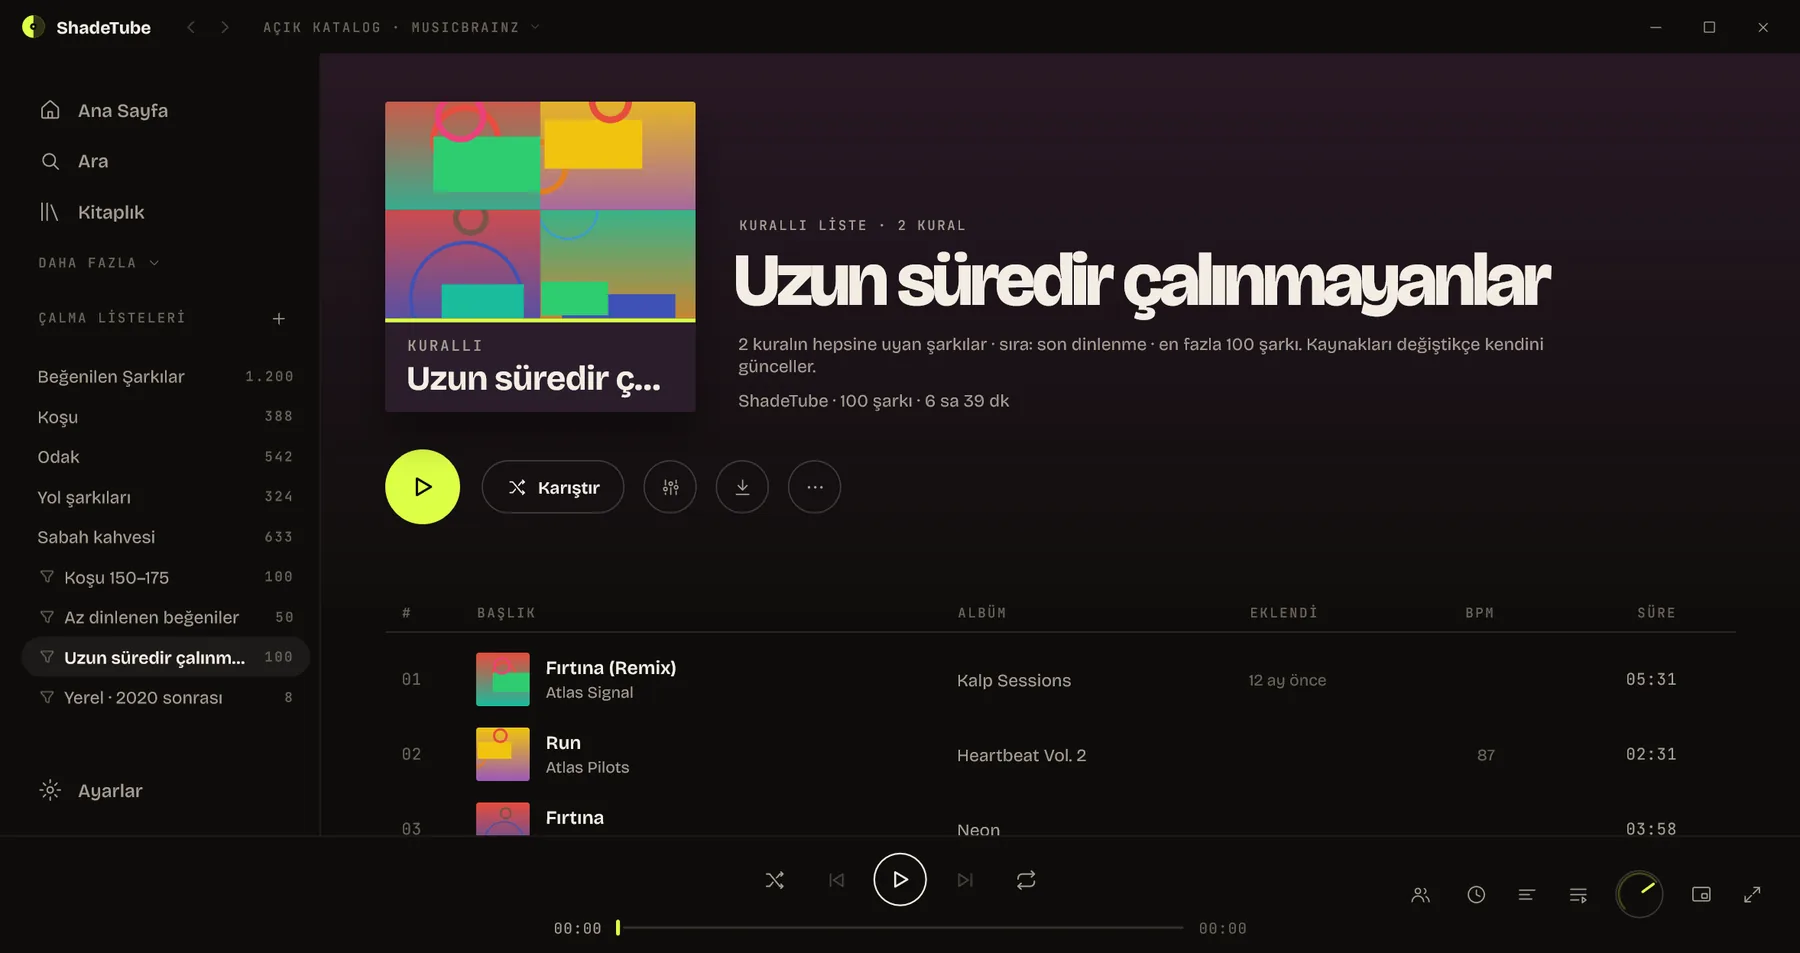 ShadeTube
AÇIK KATALOG · MUSICBRAINZ
Ana Sayfa
Ara
Kitaplık
DAHA FAZLA
ÇALMA LİSTELERİ
Beğenilen Şarkılar 1.200
Koşu 388
Odak 542
Yol şarkıları 324
Sabah kahvesi 633
Koşu 150–175 100
Az dinlenen beğeniler 50
Uzun süredir çalınm... 100
Yerel · 2020 sonrası 8
Ayarlar
KURALLI
Uzun süredir ç...
KURALLI LİSTE · 2 KURAL
Uzun süredir çalınmayanlar
2 kuralın hepsine uyan şarkılar · sıra: son dinlenme · en fazla 100 şarkı. Kaynakları değiştikçe kendini
günceller.
ShadeTube · 100 şarkı · 6 sa 39 dk
Karıştır
# BAŞLIK ALBÜM EKLENDİ BPM SÜRE
01 Fırtına (Remix) Kalp Sessions 12 ay önce 05:31
Atlas Signal
02 Run Heartbeat Vol. 2 87 02:31
Atlas Pilots
03 Fırtına Neon 03:58
00:00 00:00